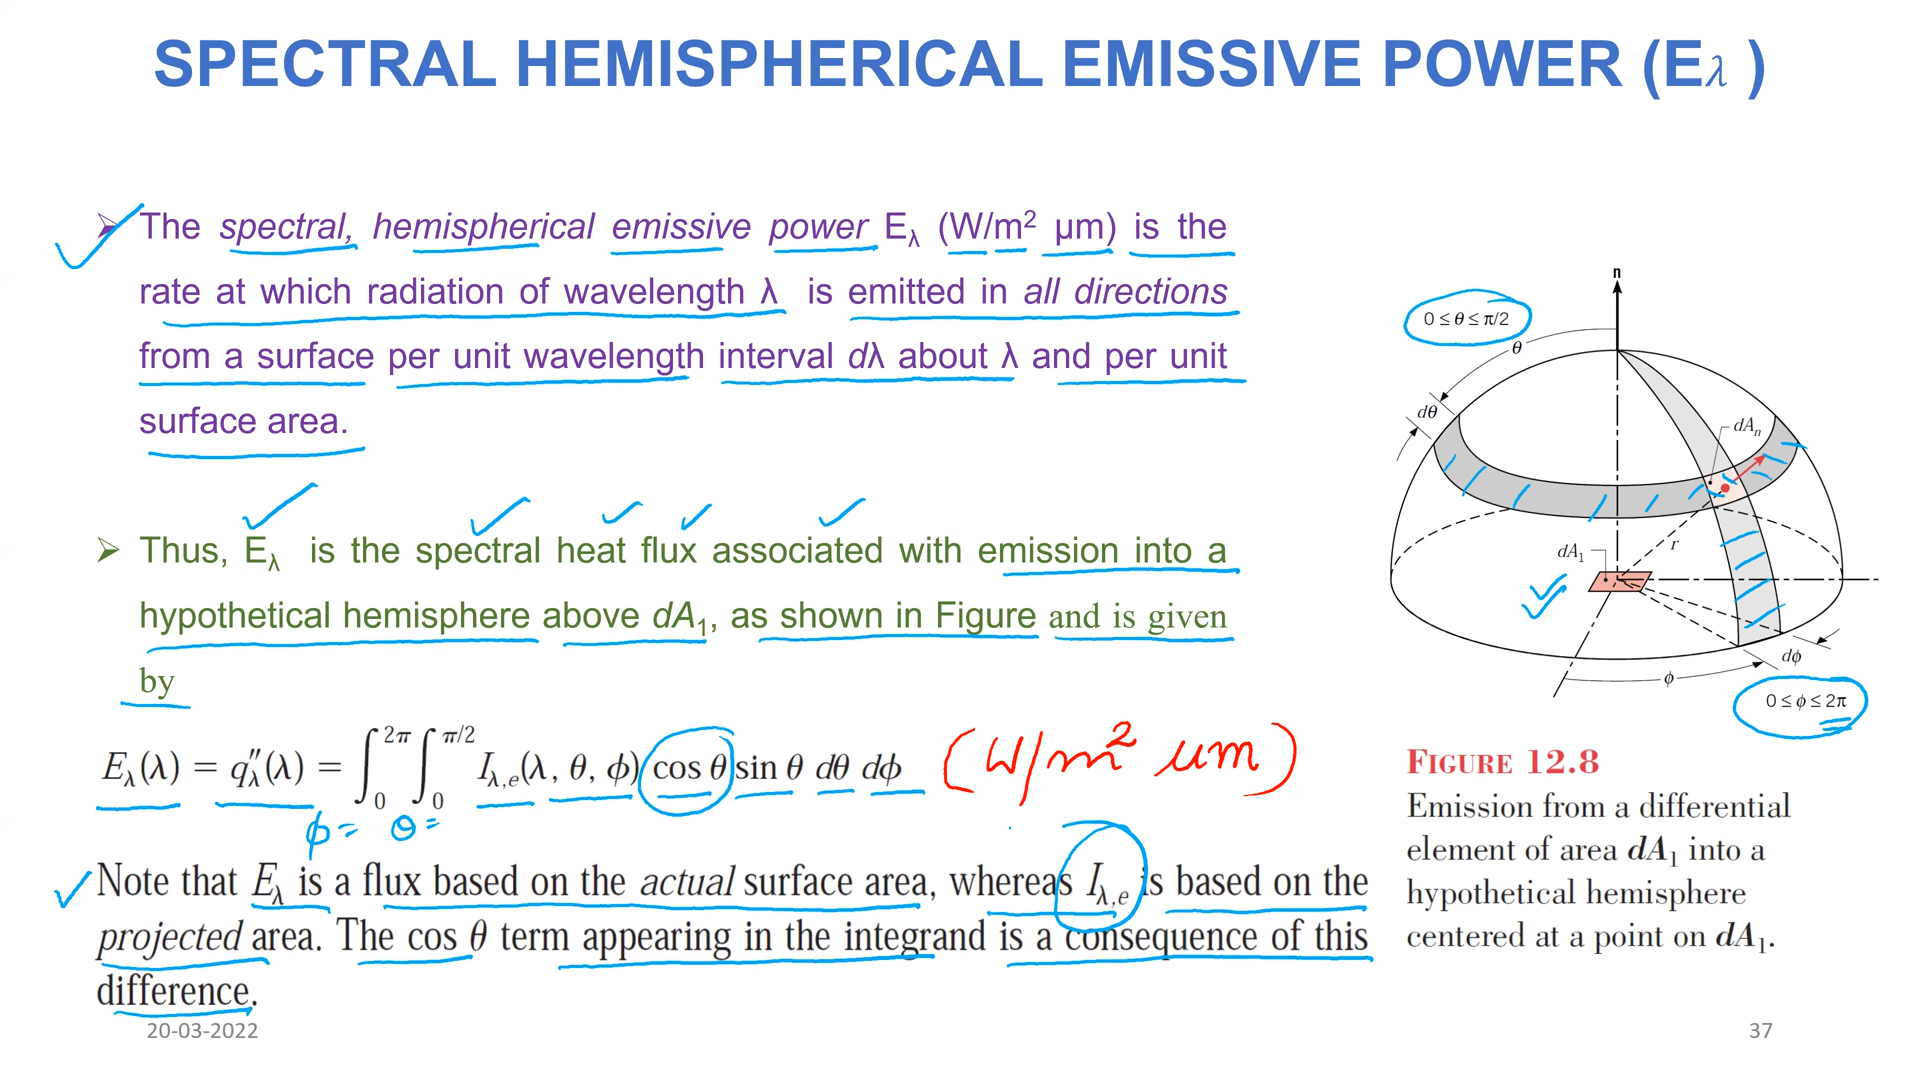 SPECTRAL HEMISPHERICAL EMISSIVE POWER (Eλ )
➢ The spectral, hemispherical emissive power Eλ (W/m² μm) is the
rate at which radiation of wavelength λ is emitted in all directions
from a surface per unit wavelength interval dλ about λ and per unit
surface area.
➢ Thus, Eλ is the spectral heat flux associated with emission into a
hypothetical hemisphere above dA₁, as shown in Figure and is given
by
Eλ(λ) = q″λ(λ) = ∫₀^2π ∫₀^π/2 Iλ,e(λ, θ, ϕ) cos θ sin θ dθ dϕ (W/m² μm)
ϕ= θ=
Note that Eλ is a flux based on the actual surface area, whereas Iλ,e is based on the
projected area. The cos θ term appearing in the integrand is a consequence of this
difference.
n
0 ≤ θ ≤ π/2
θ
dθ
dAₙ
dA₁
r
dϕ
ϕ
0 ≤ ϕ ≤ 2π
FIGURE 12.8
Emission from a differential
element of area dA₁ into a
hypothetical hemisphere
centered at a point on dA₁.
20-03-2022
37